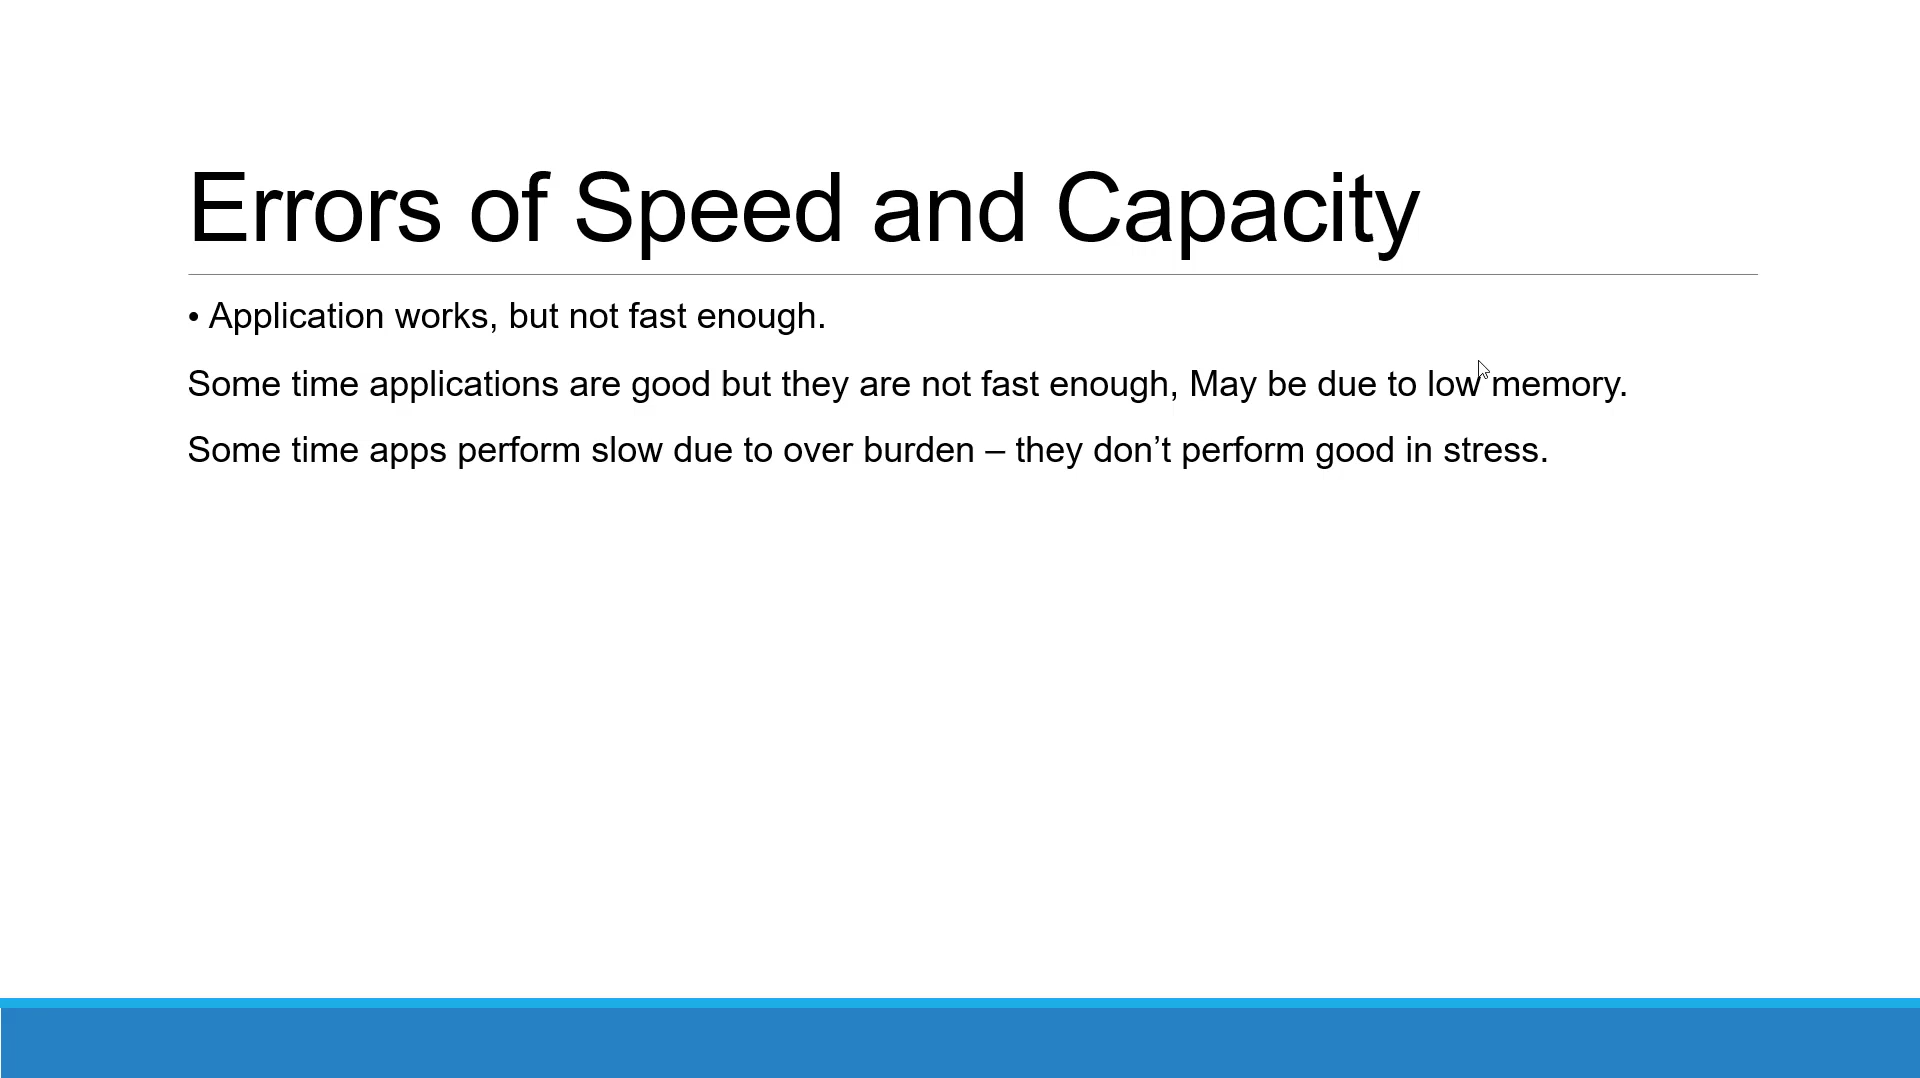 Errors of Speed and Capacity
• Application works, but not fast enough.
Some time applications are good but they are not fast enough, May be due to low memory.
Some time apps perform slow due to over burden – they don’t perform good in stress.